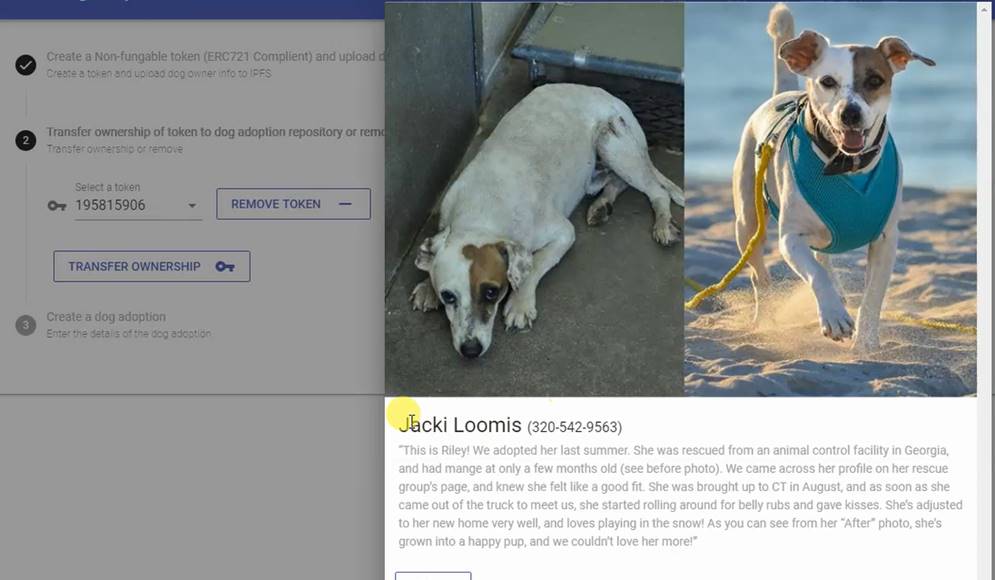 Create a Non-fungable token (ERC721 Complient) and upload d
Create a token and upload dog owner info to IPFS
2
Transfer ownership of token to dog adoption repository or remo
Transfer ownership or remove
Select a token
195815906
REMOVE TOKEN
TRANSFER OWNERSHIP
3
Create a dog adoption
Enter the details of the dog adoption
Jacki Loomis (320-542-9563)
“This is Riley! We adopted her last summer. She was rescued from an animal control facility in Georgia,
and had mange at only a few months old (see before photo). We came across her profile on her rescue
group’s page, and knew she felt like a good fit. She was brought up to CT in August, and as soon as she
came out of the truck to meet us, she started rolling around for belly rubs and gave kisses. She’s adjusted
to her new home very well, and loves playing in the snow! As you can see from her “After” photo, she’s
grown into a happy pup, and we couldn’t love her more!”